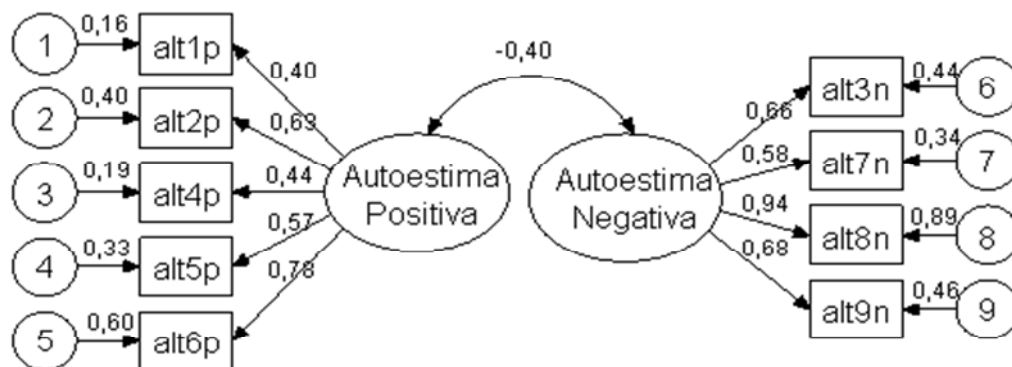 1
0,16
alt1p
0,40
2
0,40
alt2p
0,63
3
0,19
alt4p
0,44
4
0,33
alt5p
0,57
5
0,60
alt6p
0,78
Autoestima
Positiva
-0,40
Autoestima
Negativa
0,66
alt3n
0,44
6
0,58
alt7n
0,34
7
0,94
alt8n
0,89
8
0,68
alt9n
0,46
9